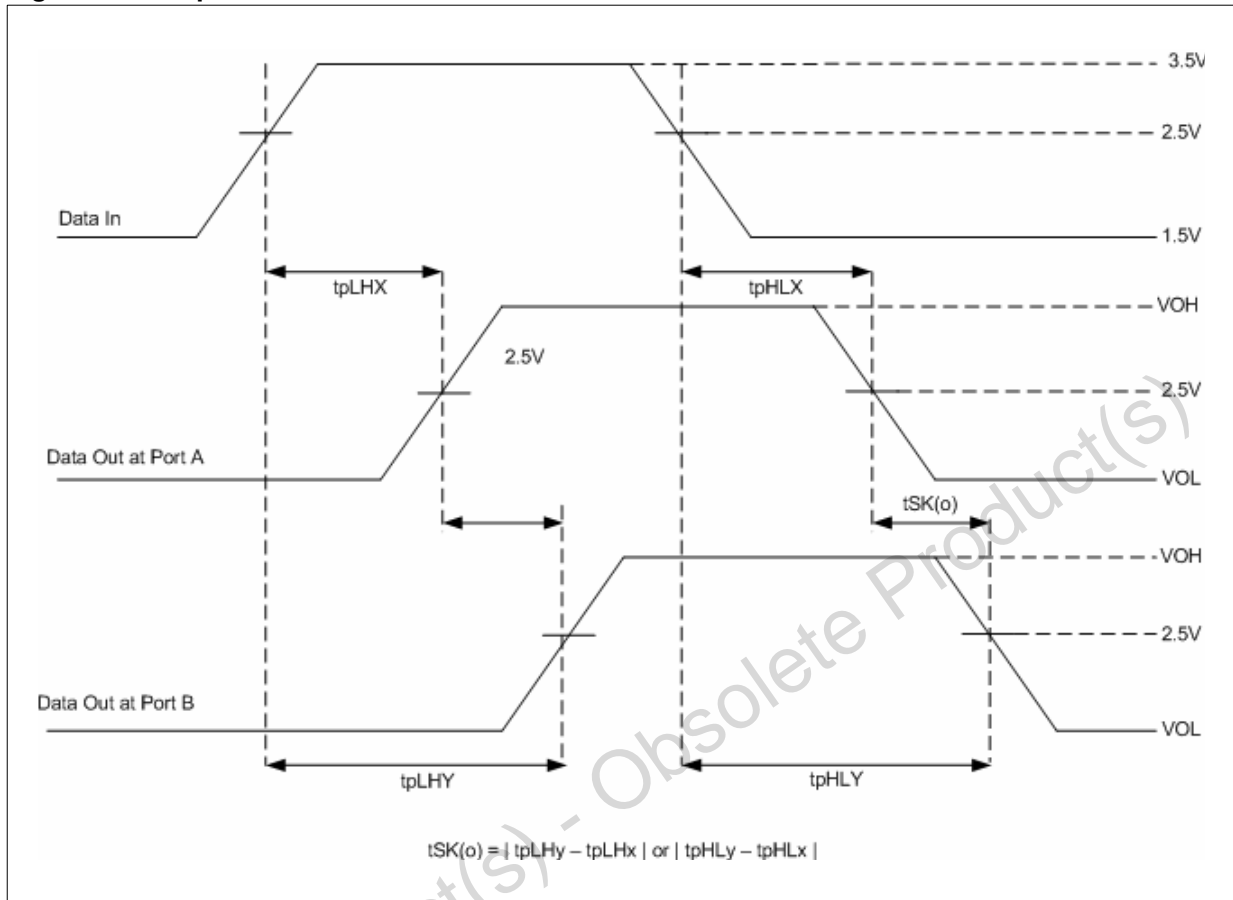 3.5V
2.5V
Data In
1.5V
tpLHX
tpHLX
VOH
2.5V
2.5V
Data Out at Port A
VOL
tSK(o)
VOH
2.5V
Data Out at Port B
VOL
tpLHY
tpHLY
tSK(o) = | tpLHy – tpLHx | or | tpHLy – tpHLx |
ct(s) - Obsolete Product(s)